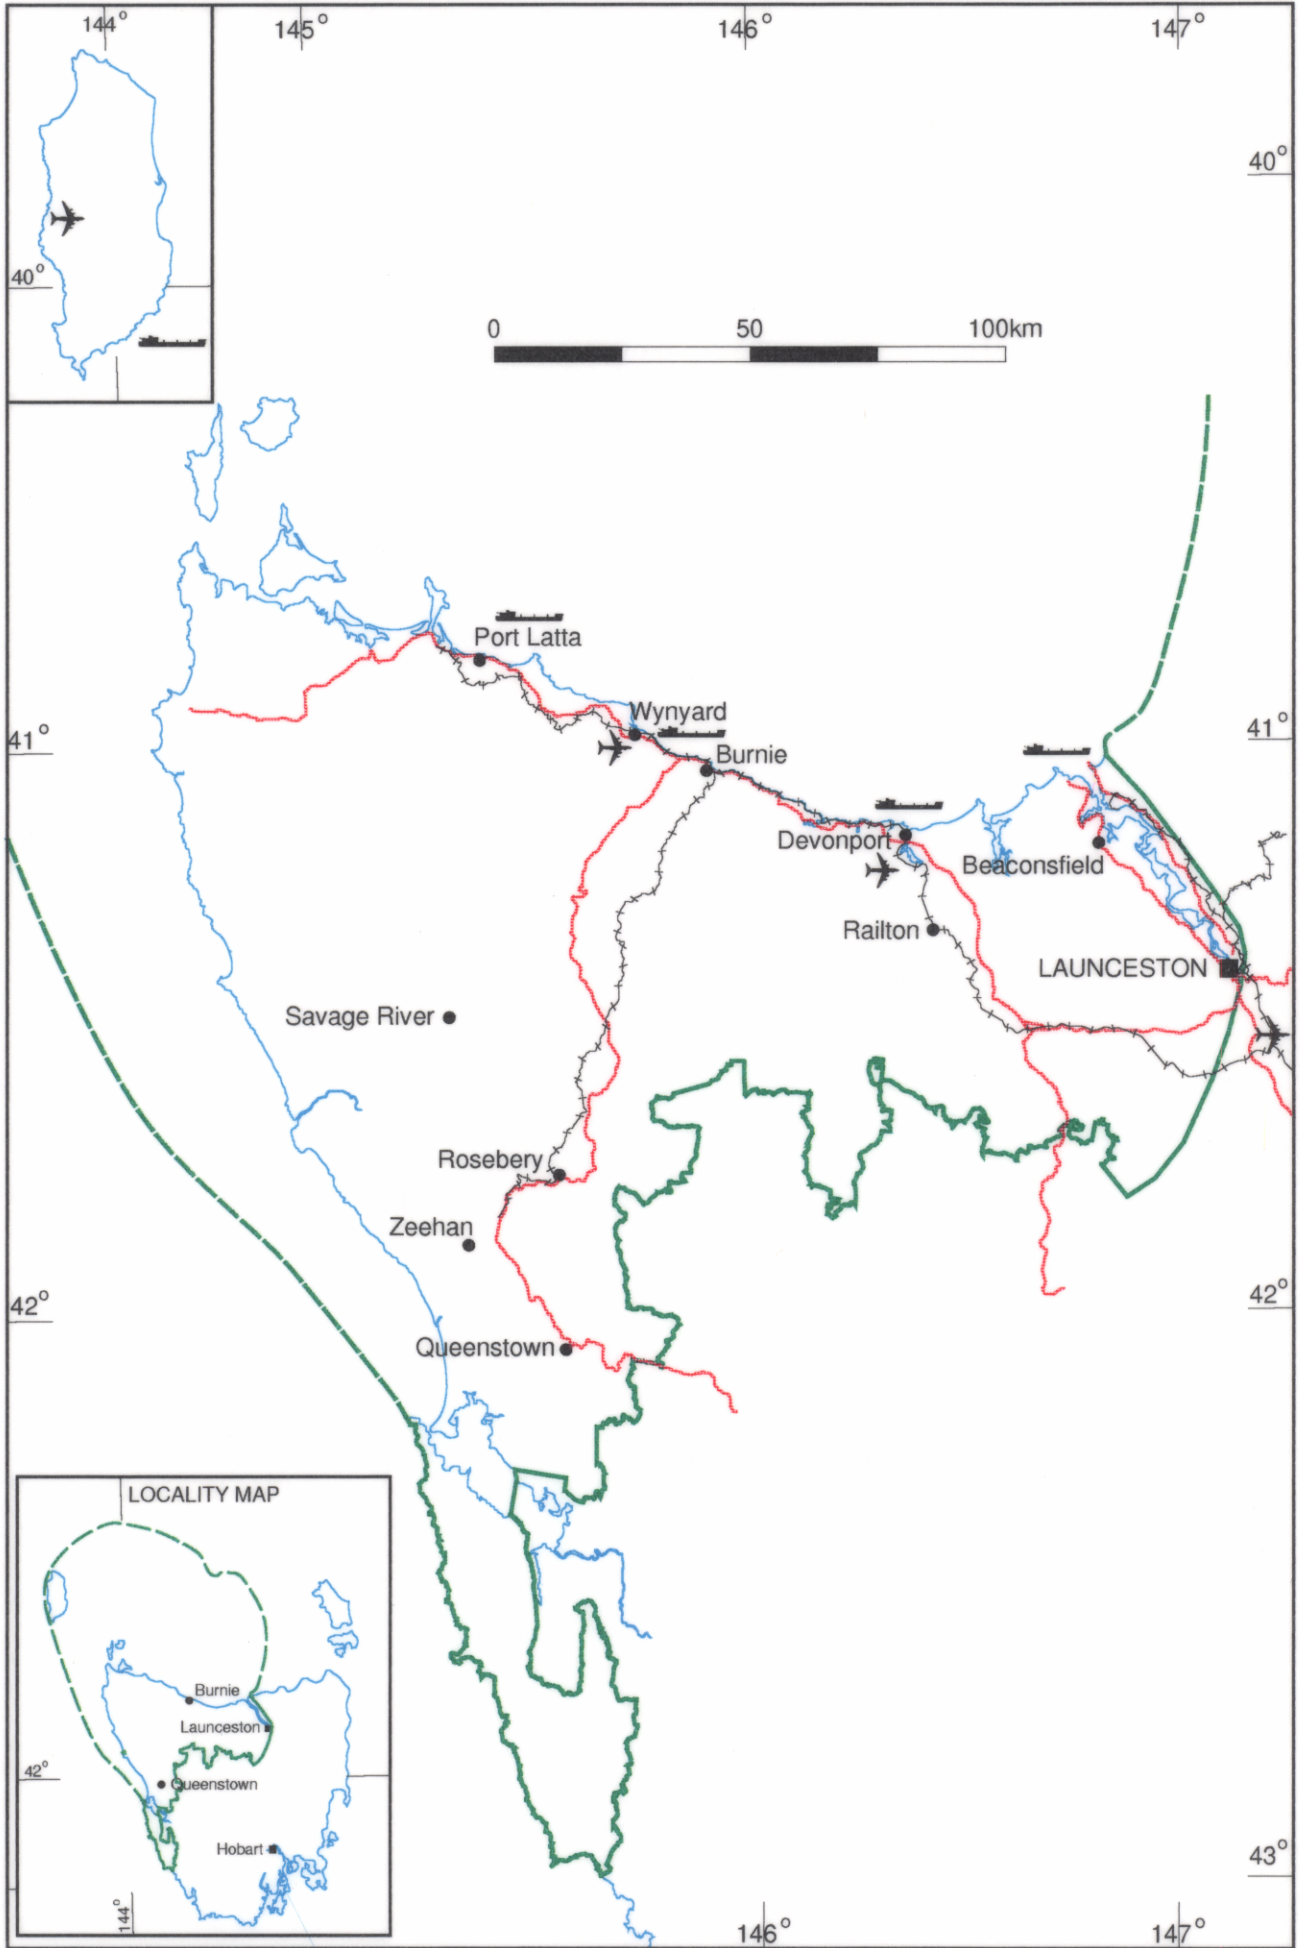 144°
145°
146°
147°
40°
40°
0 50 100km
Port Latta
Wynyard
41°
41°
Burnie
Devonport
Beaconsfield
Railton
LAUNCESTON
Savage River
Rosebery
Zeehan
42°
42°
Queenstown
LOCALITY MAP
Burnie
Launceston
42°
Queenstown
Hobart
43°
144°
146°
147°